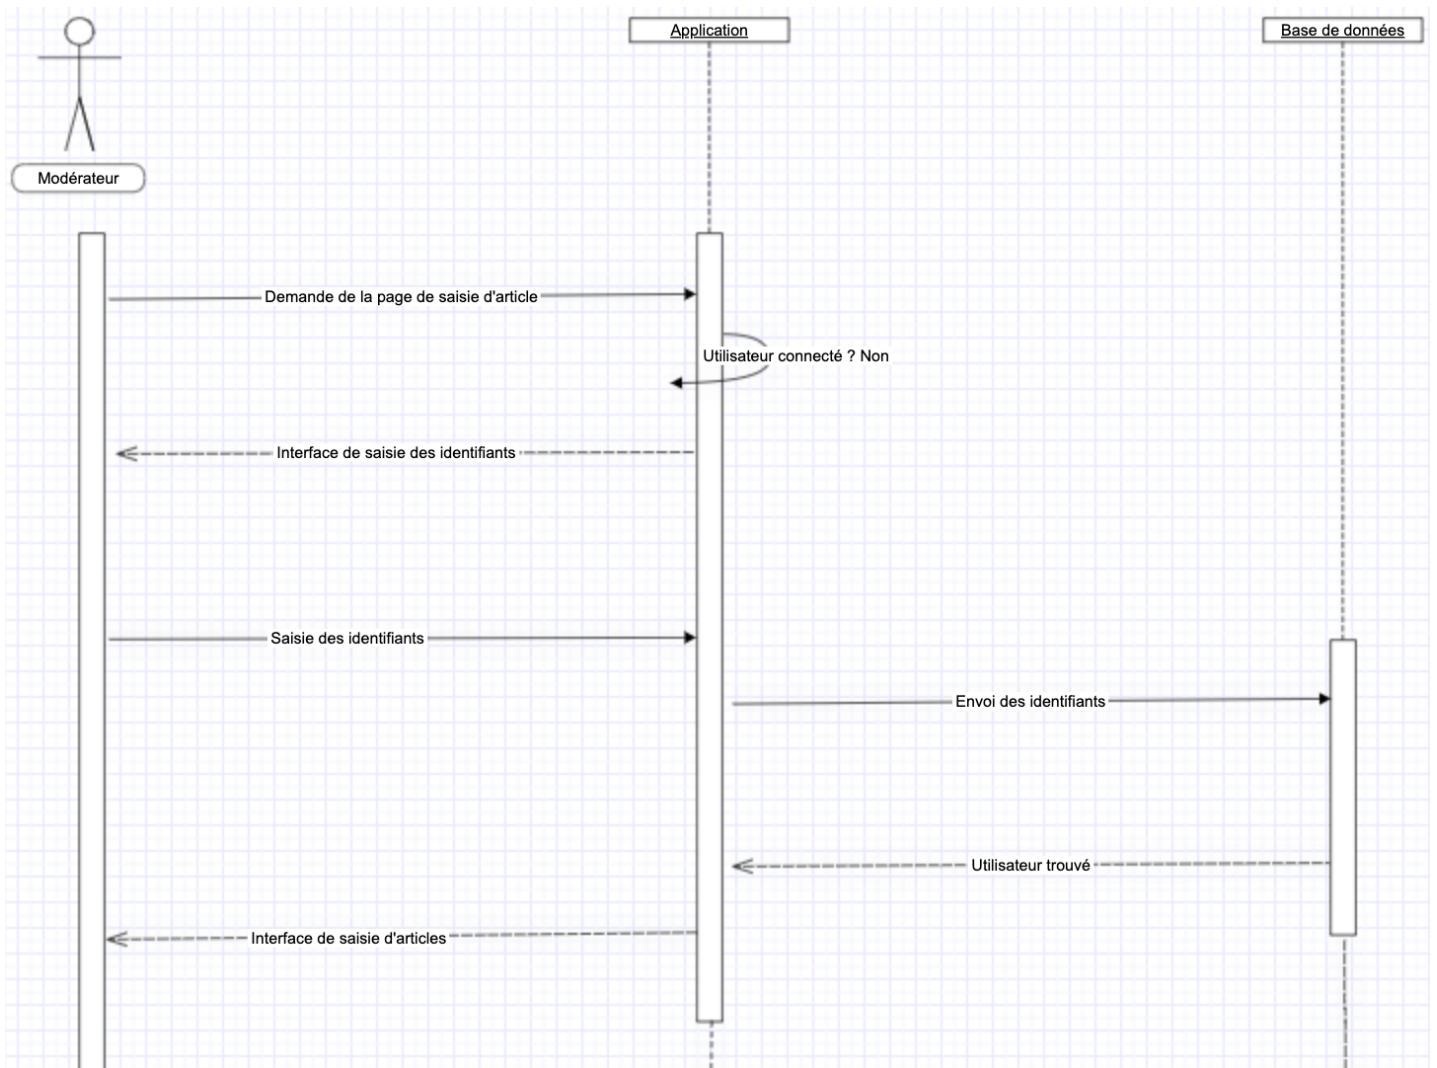 Application
Base de données
Modérateur
Demande de la page de saisie d'article
Utilisateur connecté ? Non
Interface de saisie des identifiants
Saisie des identifiants
Envoi des identifiants
Utilisateur trouvé
Interface de saisie d'articles